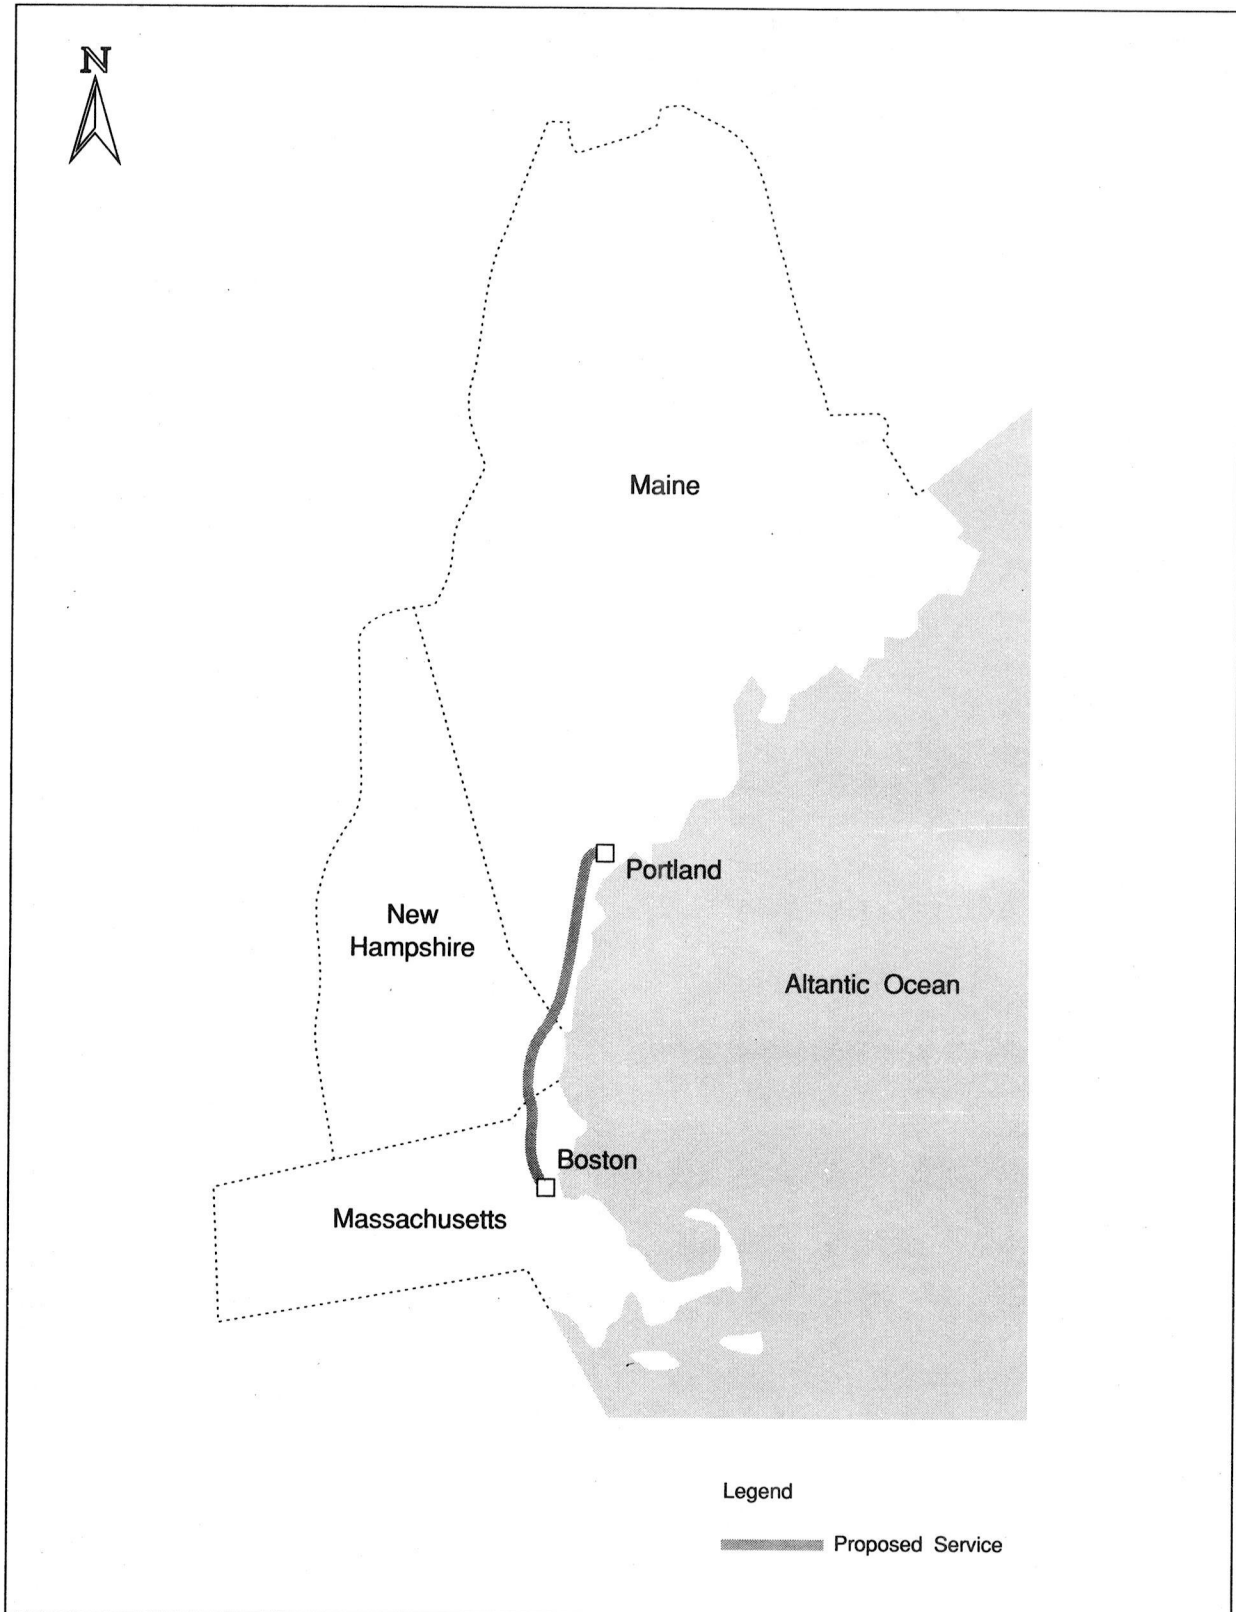 N
Maine
Portland
New
Hampshire
Altantic Ocean
Boston
Massachusetts
Legend
Proposed Service